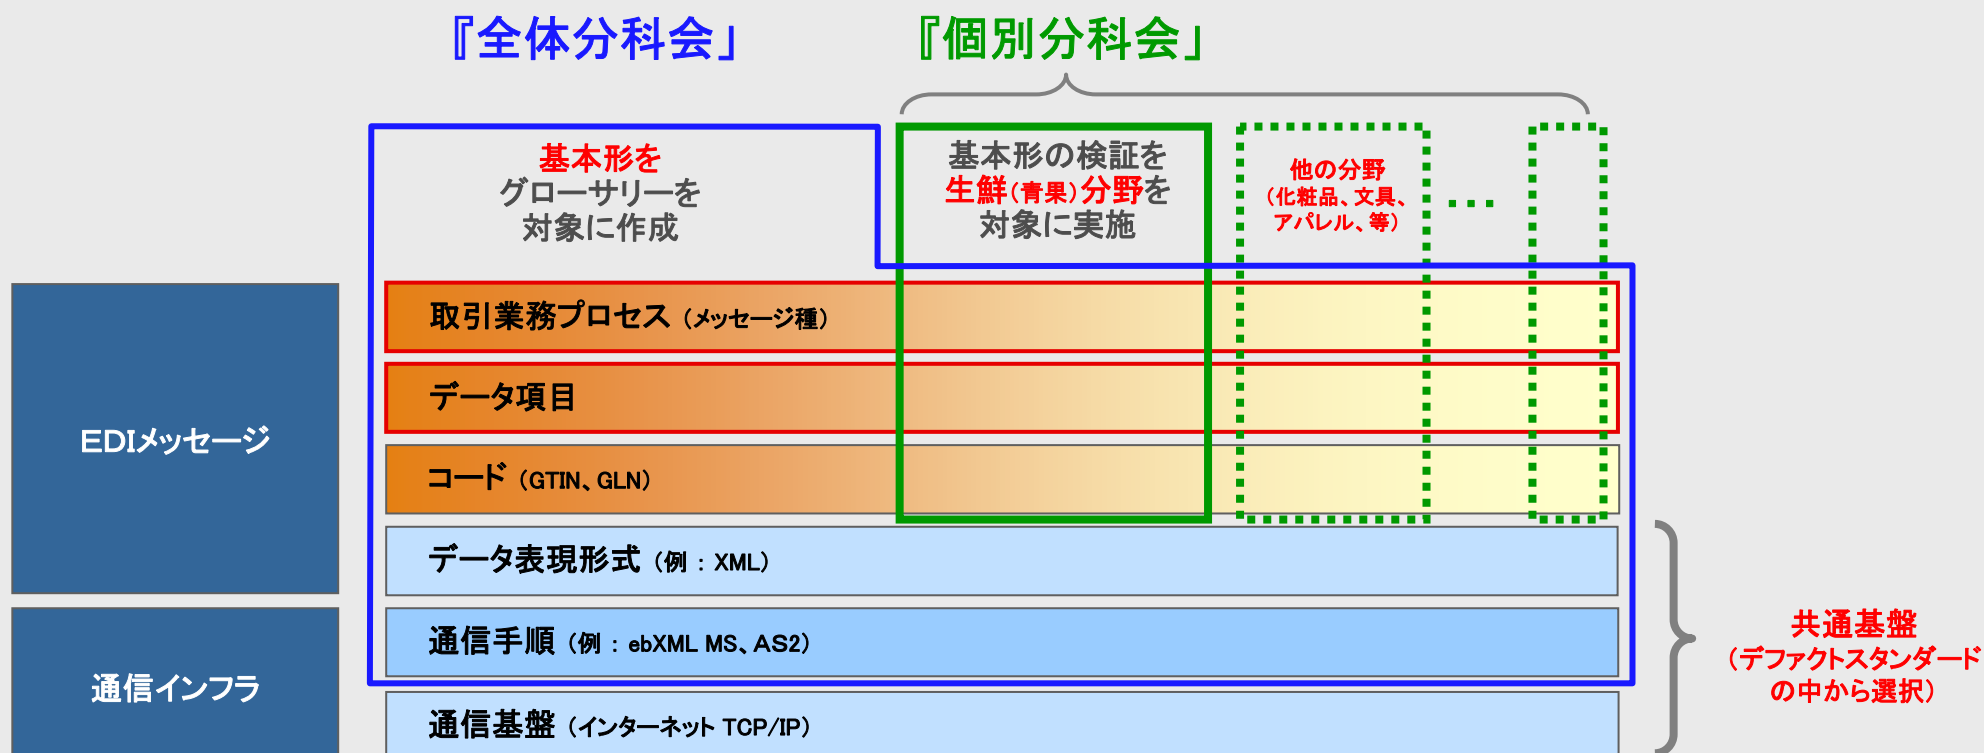 『全体分科会」
『個別分科会」
基本形を
グローサリーを
対象に作成
基本形の検証を
生鮮（青果）分野を
対象に実施
他の分野
（化粧品、文具、
アパレル、等）
・・・
EDIメッセージ
取引業務プロセス（メッセージ種）
データ項目
コード（GTIN、GLN）
データ表現形式（例：XML）
通信インフラ
通信手順（例：ebXML MS、AS2）
通信基盤（インターネット TCP/IP）
共通基盤
（デファクトスタンダード
の中から選択）